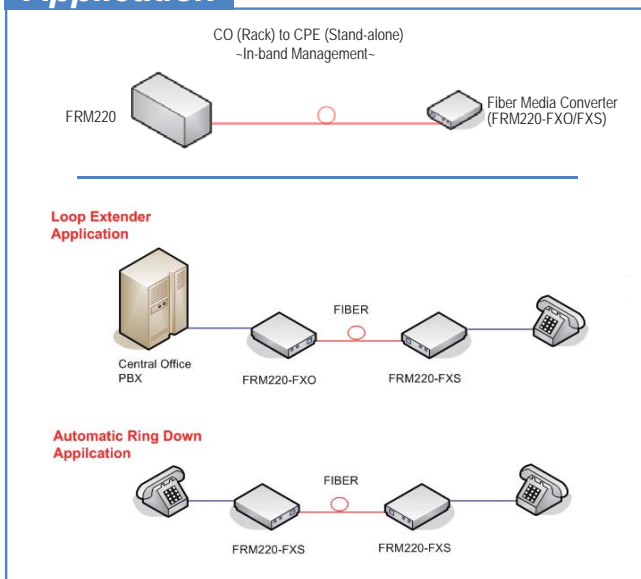 Application
CO (Rack) to CPE (Stand-alone)
~In-band Management~
FRM220
Fiber Media Converter
(FRM220-FXO/FXS)
Loop Extender
Application
FIBER
Central Office
PBX
FRM220-FXO
FRM220-FXS
Automatic Ring Down
Appilcation
FIBER
FRM220-FXS
FRM220-FXS